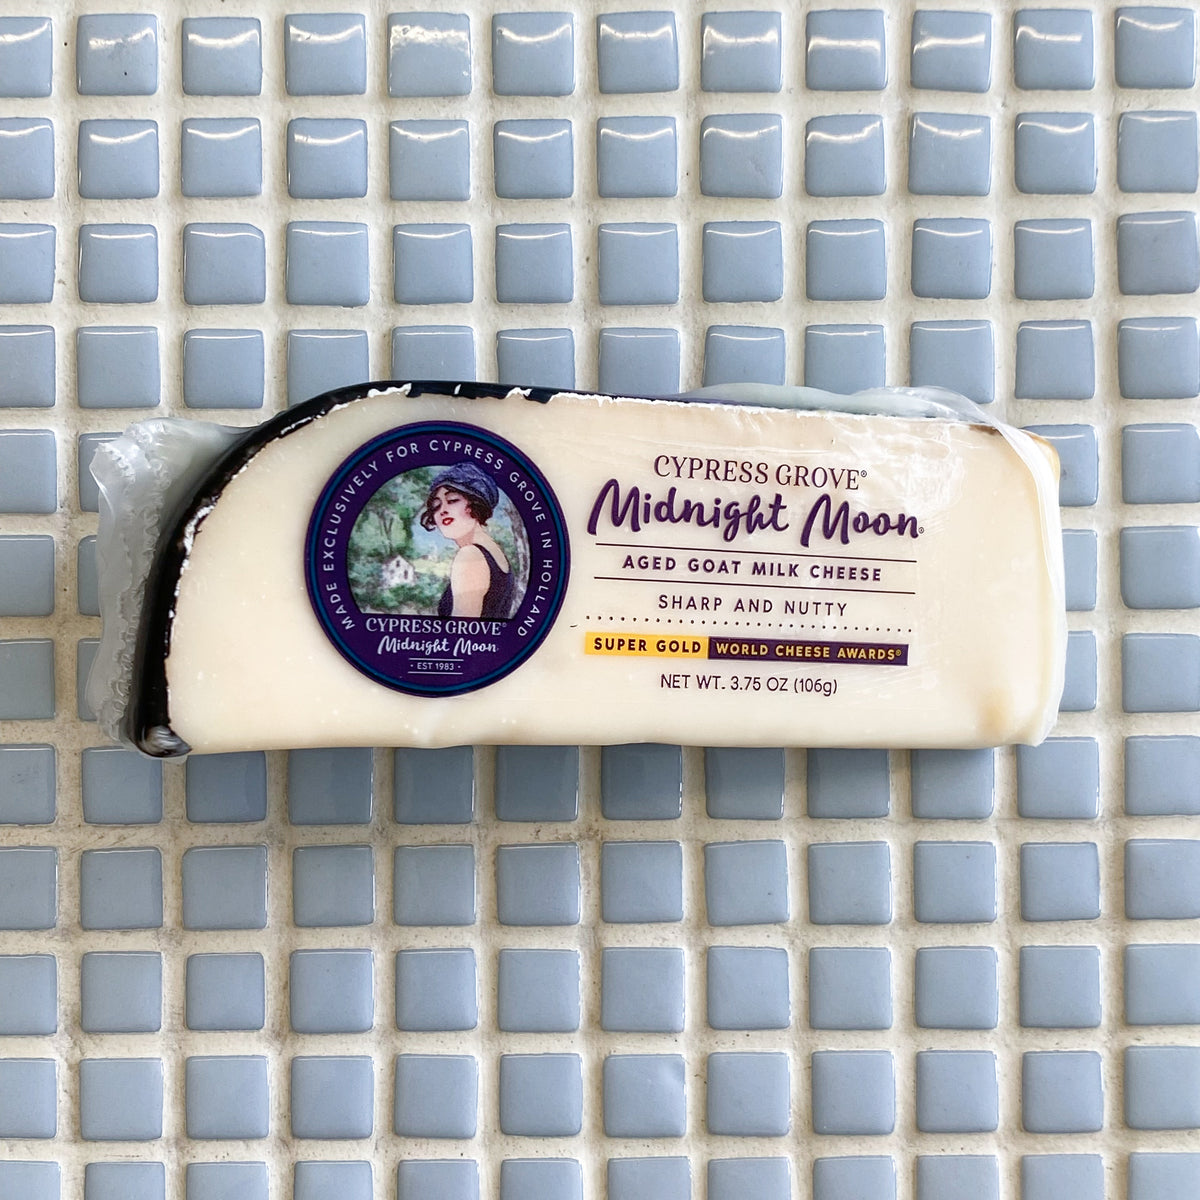 MADE EXCLUSIVELY FOR CYPRESS GROVE IN HOLLAND
CYPRESS GROVE®
Midnight Moon
· EST 1983 ·
CYPRESS GROVE®
Midnight Moon®
AGED GOAT MILK CHEESE
SHARP AND NUTTY
SUPER GOLD WORLD CHEESE AWARDS®
NET WT. 3.75 OZ (106g)